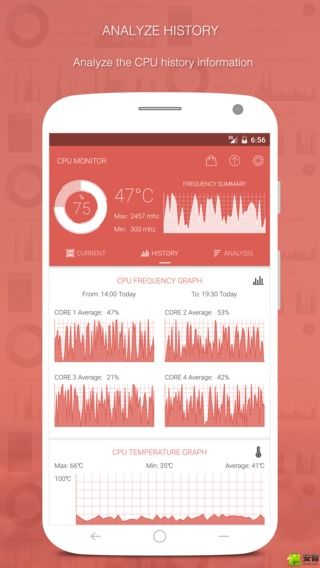 ANALYZE HISTORY
Analyze the CPU history information
3G 6:56
CPU MONITOR
% 75
47°C
Max: 2457 mhz
Min: 300 mhz
FREQUENCY SUMMARY
CURRENT HISTORY ANALYSIS
CPU FREQUENCY GRAPH
From: 14:00 Today To: 19:30 Today
CORE 1 Average: 47% CORE 2 Average: 53%
CORE 3 Average: 21% CORE 4 Average: 42%
CPU TEMPERATURE GRAPH
Max: 66℃ Min: 35℃ Average: 41℃
100℃
安智